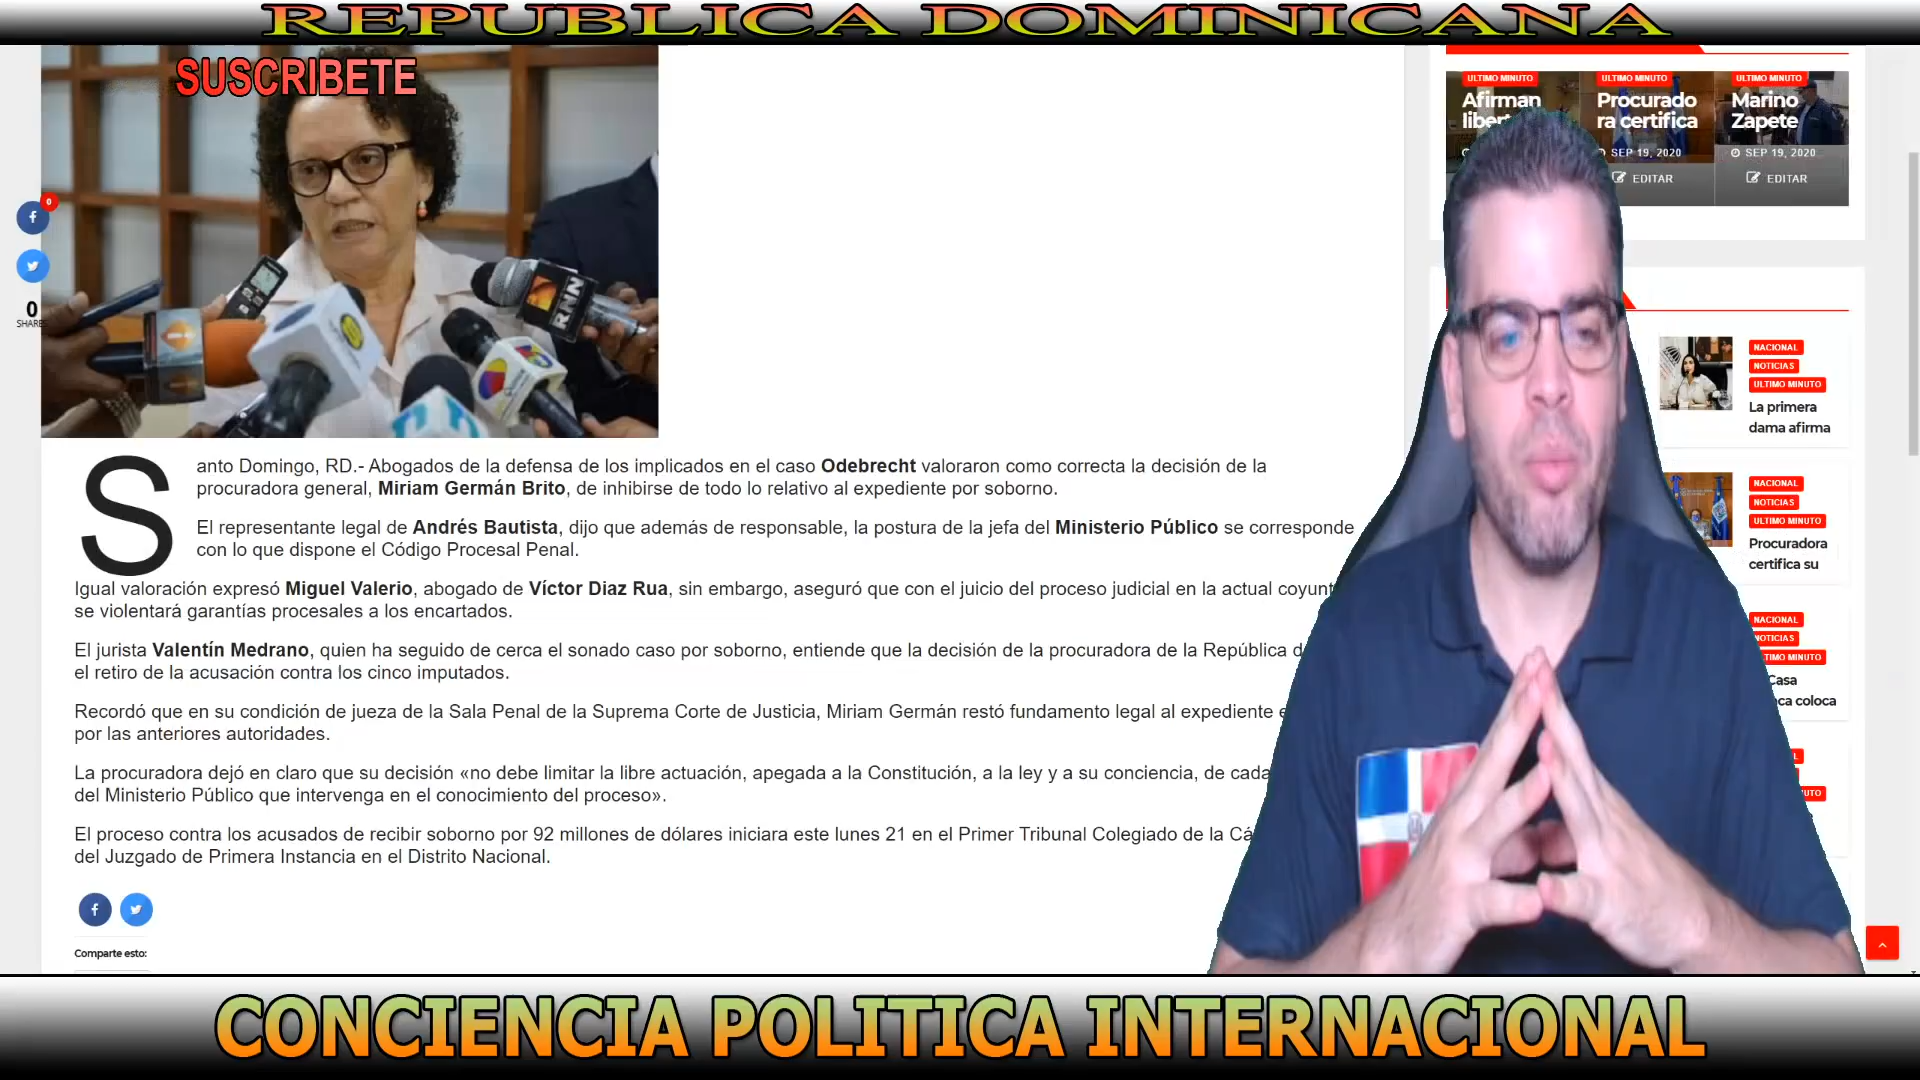 REPUBLICA DOMINICANA
SUSCRIBETE
RNN
0
0
SHARES
Santo Domingo, RD.- Abogados de la defensa de los implicados en el caso Odebrecht valoraron como correcta la decisión de la
procuradora general, Miriam Germán Brito, de inhibirse de todo lo relativo al expediente por soborno.
El representante legal de Andrés Bautista, dijo que además de responsable, la postura de la jefa del Ministerio Público se corresponde
con lo que dispone el Código Procesal Penal.
Igual valoración expresó Miguel Valerio, abogado de Víctor Diaz Rua, sin embargo, aseguró que con el juicio del proceso judicial en la actual
se violentará garantías procesales a los encartados.
El jurista Valentín Medrano, quien ha seguido de cerca el sonado caso por soborno, entiende que la decisión de la procuradora de la República
el retiro de la acusación contra los cinco imputados.
Recordó que en su condición de jueza de la Sala Penal de la Suprema Corte de Justicia, Miriam Germán restó fundamento legal al expediente
por las anteriores autoridades.
La procuradora dejó en claro que su decisión «no debe limitar la libre actuación, apegada a la Constitución, a la ley y a su conciencia, de cada
del Ministerio Público que intervenga en el conocimiento del proceso».
El proceso contra los acusados de recibir soborno por 92 millones de dólares iniciara este lunes 21 en el Primer Tribunal Colegiado de la
del Juzgado de Primera Instancia en el Distrito Nacional.
Comparte esto:
ULTIMO MINUTO
Afirman
ULTIMO MINUTO
Procurado
ra certifica
SEP 19, 2020
EDITAR
ULTIMO MINUTO
Marino
Zapete
SEP 19, 2020
EDITAR
NACIONAL
NOTICIAS
ULTIMO MINUTO
La primera
dama afirma
NACIONAL
NOTICIAS
ULTIMO MINUTO
Procuradora
certifica su
NACIONAL
NOTICIAS
Casa
coloca
CONCIENCIA POLITICA INTERNACIONAL